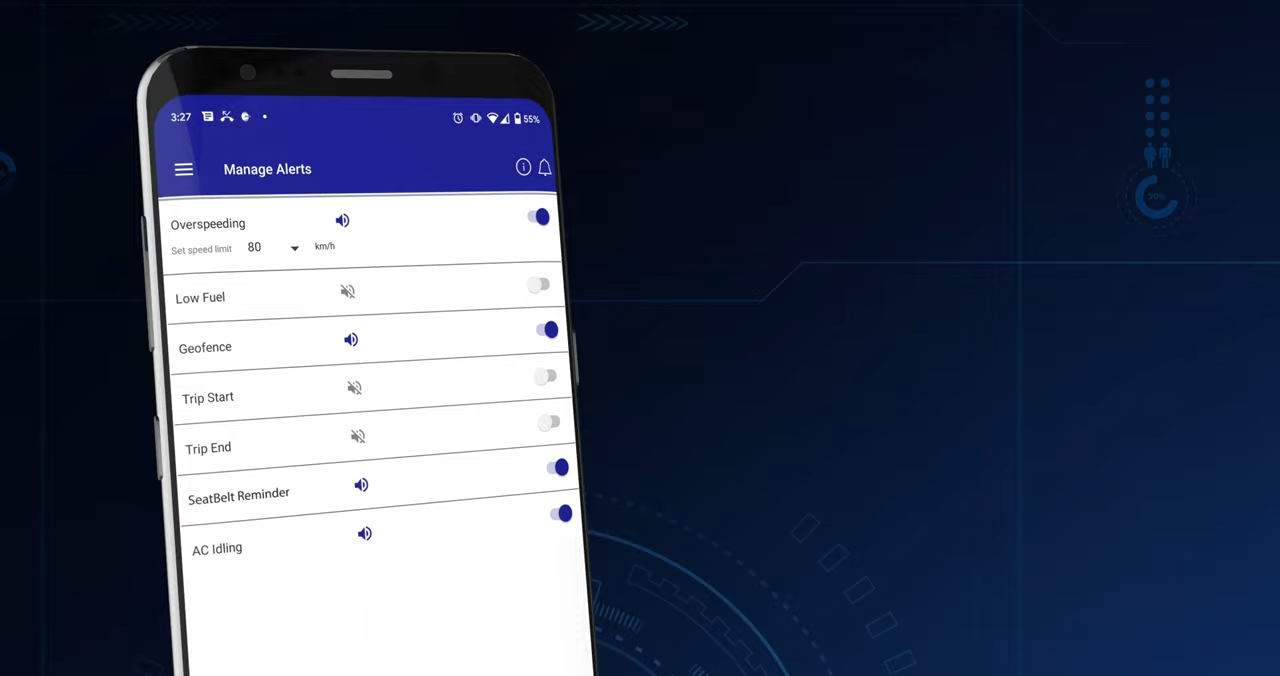 3:27 55%
Manage Alerts
Overspeeding
Set speed limit 80 km/h
Low Fuel
Geofence
Trip Start
Trip End
SeatBelt Reminder
AC Idling